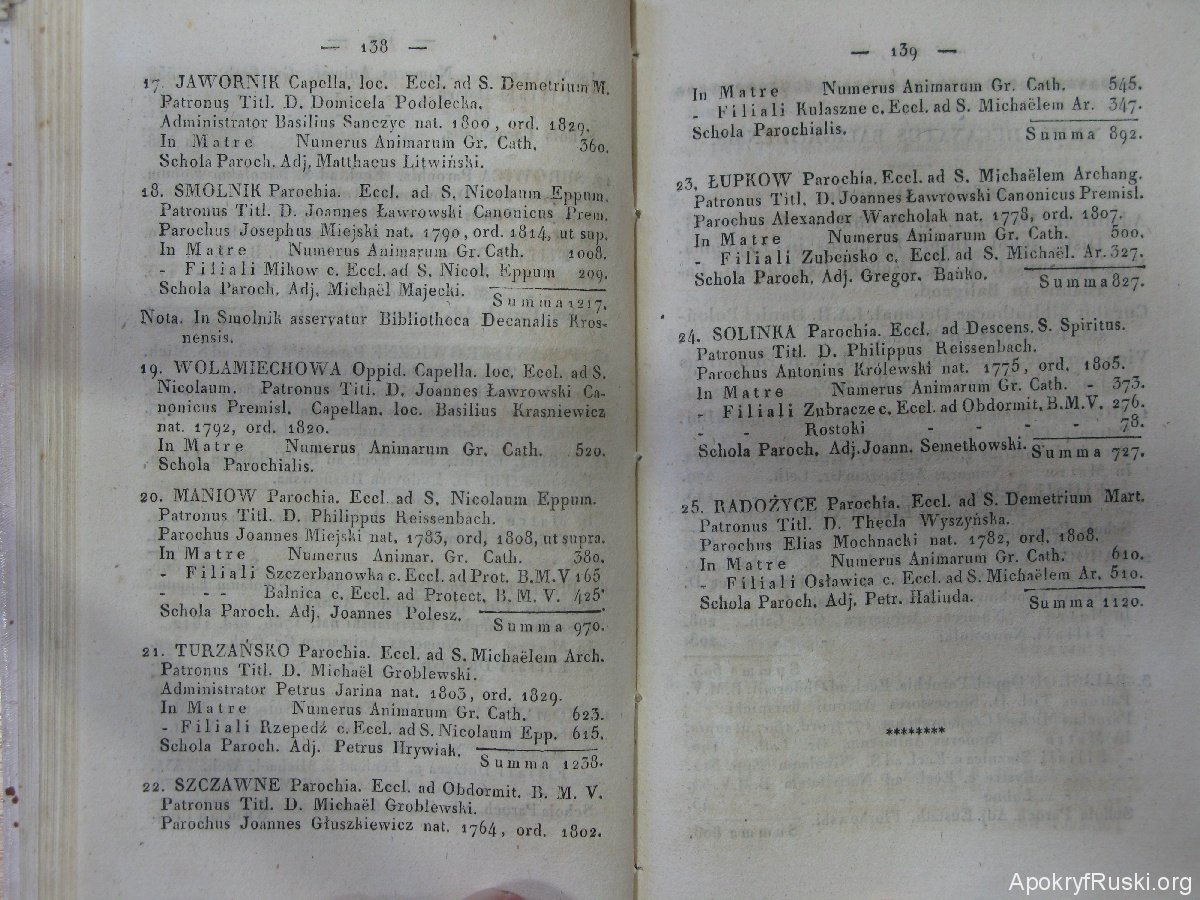 — 138 —
17. JAWORNIK Capella, loc. Eccl. ad S. Demetrium M.
Patronus Titl. D. Domicela Podolecka.
Administrator Basilius Sanczyc nat. 1800, ord. 1829.
In Matre Numerus Animarum Gr. Cath. 360.
Schola Paroch. Adj. Matthaeus Litwiński.
18. SMOLNIK Parochia. Eccl. ad S. Nicolaum Eppum.
Patronus Titl. D. Joannes Ławrowski Canonicus Prem.
Parochus Josephus Miejski nat. 1790, ord. 1814, ut sup.
In Matre Numerus Animarum Gr. Cath. 1008.
- Filiali Mikow c. Eccl. ad S. Nicol. Eppum 209.
Schola Paroch. Adj. Michaël Majecki. Summa 1217.
Nota. In Smolnik asservatur Bibliotheca Decanalis Kros-
nensis.
19. WOLAMIECHOWA Oppid. Capella. loc. Eccl. ad S.
Nicolaum. Patronus Titl. D. Joannes Ławrowski Ca-
nonicus Premisl. Capellan. loc. Basilius Krasniewicz
nat. 1792, ord. 1820.
In Matre Numerus Animarum Gr. Cath. 520.
Schola Parochialis.
20. MANIOW Parochia. Eccl. ad S. Nicolaum Eppum.
Patronus Titl. D. Philippus Reissenbach.
Parochus Joannes Miejski nat. 1783, ord, 1808, ut supra.
In Matre Numerus Animar. Gr. Cath. 380.
- Filiali Szczerbanowka c. Eccl. ad Prot. B.M.V 165
- - - Balnica c. Eccl. ad Protect. B. M. V. 425
Schola Paroch. Adj. Joannes Polesz. Summa 970.
21. TURZAŃSKO Parochia. Eccl. ad S. Michaëlem Arch.
Patronus Titl. D. Michaël Groblewski.
Administrator Petrus Jarina nat. 1803, ord. 1829.
In Matre Numerus Animarum Gr. Cath. 623.
- Filiali Rzepedź c. Eccl. ad S. Nicolaum Epp. 615.
Schola Paroch. Adj. Petrus Hrywiak. Summa 1238.
22. SZCZAWNE Parochia. Eccl. ad Obdormit. B. M. V.
Patronus Titl. D. Michaël Groblewski.
Parochus Joannes Głuszkiewicz nat. 1764, ord. 1802.
— 139 —
In Matre Numerus Animarum Gr. Cath. 545.
- Filiali Kulaszne c. Eccl. ad S. Michaëlem Ar. 347.
Schola Parochialis. Summa 892.
23. ŁUPKOW Parochia. Eccl. ad S. Michaëlem Archang.
Patronus Titl. D. Joannes Ławrowski Canonicus Premisl.
Parochus Alexander Warcholak nat. 1778, ord. 1807.
In Matre Numerus Animarum Gr. Cath. 500.
- Filiali Zubeńsko c. Eccl. ad S. Michaël. Ar. 327.
Schola Paroch. Adj. Gregor. Bańko. Summa 827.
24. SOLINKA Parochia. Eccl. ad Descens. S. Spiritus.
Patronus Titl. D. Philippus Reissenbach.
Parochus Antonius Królewski nat. 1775, ord. 1805.
In Matre Numerus Animarum Gr. Cath. - 373.
- Filiali Zubracze c. Eccl. ad Obdormit. B.M.V. 276.
- - Rostoki - - - - 78.
Schola Paroch. Adj. Joann. Semetkowski. Summa 727.
25. RADOŻYCE Parochia. Eccl. ad S. Demetrium Mart.
Patronus Titl. D. Thecla Wyszyńska.
Parochus Elias Mochnacki nat. 1782, ord. 1808.
In Matre Numerus Animarum Gr. Cath. 610.
- Filiali Osławica c. Eccl. ad S. Michaëlem Ar. 510.
Schola Paroch. Adj. Petr. Haliuda. Summa 1120.
********
ApokryfRuski.org